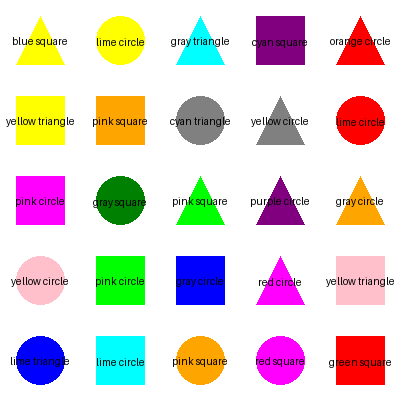 blue square
lime circle
gray triangle
cyan square
orange circle
yellow triangle
pink square
cyan triangle
yellow circle
lime circle
pink circle
gray square
pink square
purple circle
gray circle
yellow circle
pink circle
gray circle
red circle
yellow triangle
lime triangle
lime circle
pink square
red square
green square